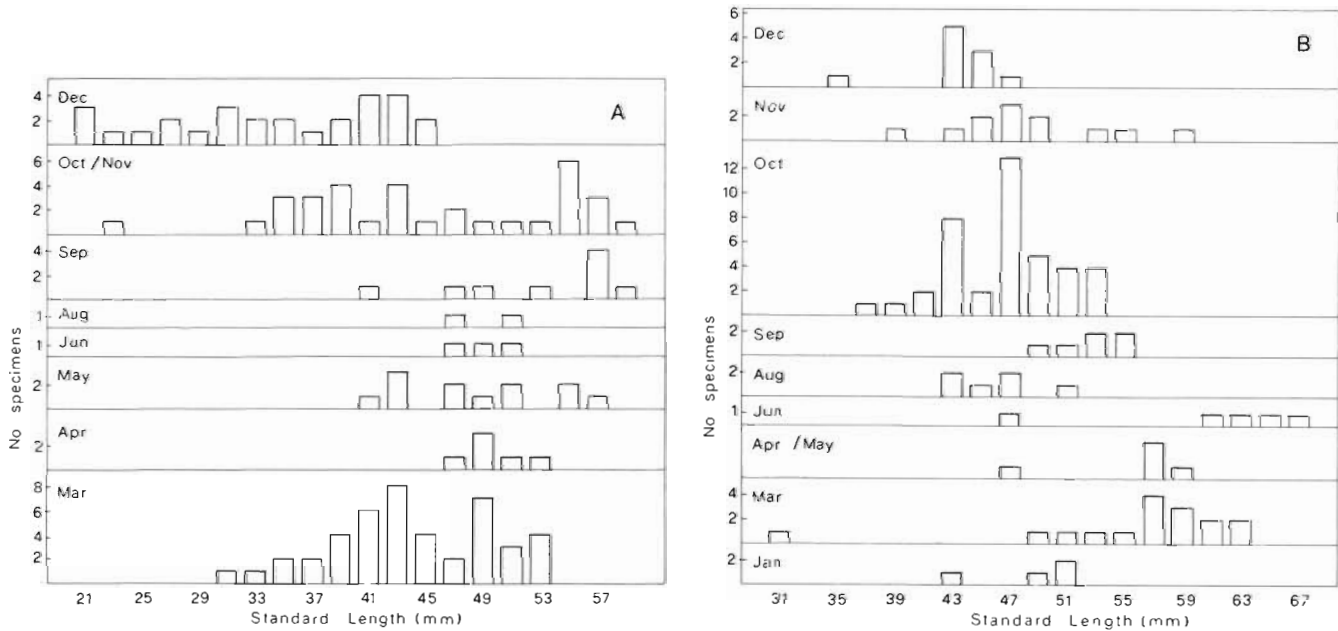 A
Dec
4
2
Oct /Nov
6
4
2
Sep
4
2
Aug
1
Jun
1
May
2
Apr
2
Mar
8
6
4
2
No specimens
21 25 29 33 37 41 45 49 53 57
Standard Length (mm)
B
6
Dec
4
2
Nov
2
Oct
12
10
8
6
4
2
Sep
2
Aug
2
Jun
1
Apr /May
Mar
4
2
Jan
2
No specimens
31 35 39 43 47 51 55 59 63 67
Standard Length (mm)